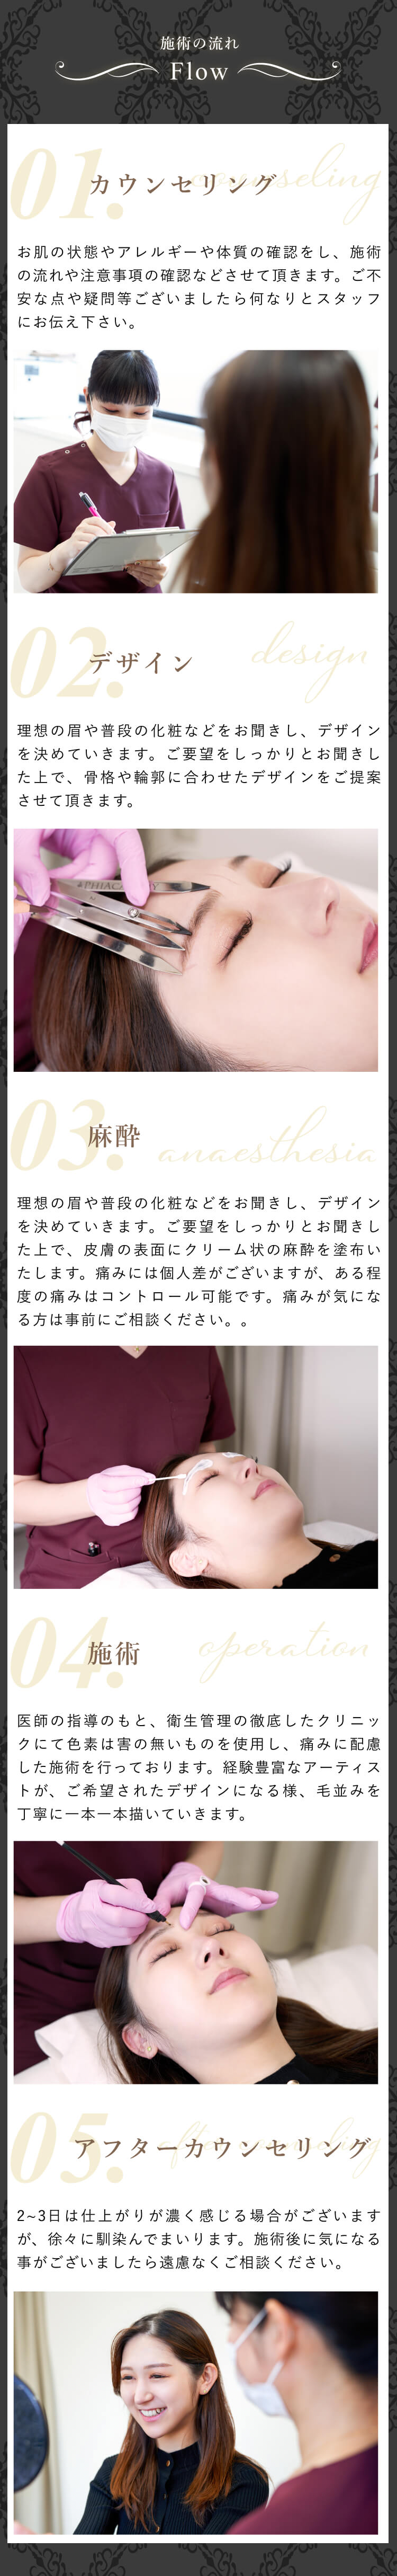 施術の流れ
Flow
01.
カウンセリング
counseling
お肌の状態やアレルギーや体質の確認をし、施術
の流れや注意事項の確認などさせて頂きます。ご不
安な点や疑問等ございましたら何なりとスタッフ
にお伝え下さい。
02.
デザイン
design
理想の眉や普段の化粧などをお聞きし、デザイン
を決めていきます。ご要望をしっかりとお聞きし
た上で、骨格や輪郭に合わせたデザインをご提案
させて頂きます。
03.
麻酔
anaesthesia
理想の眉や普段の化粧などをお聞きし、デザイン
を決めていきます。ご要望をしっかりとお聞きし
た上で、皮膚の表面にクリーム状の麻酔を塗布い
たします。痛みには個人差がございますが、ある程
度の痛みはコントロール可能です。痛みが気にな
る方は事前にご相談ください。。
04.
施術
operation
医師の指導のもと、衛生管理の徹底したクリニッ
クにて色素は害の無いものを使用し、痛みに配慮
した施術を行っております。経験豊富なアーティス
トが、ご希望されたデザインになる様、毛並みを
丁寧に一本一本描いていきます。
05.
アフターカウンセリング
2~3日は仕上がりが濃く感じる場合がございます
が、徐々に馴染んでまいります。施術後に気になる
事がございましたら遠慮なくご相談ください。